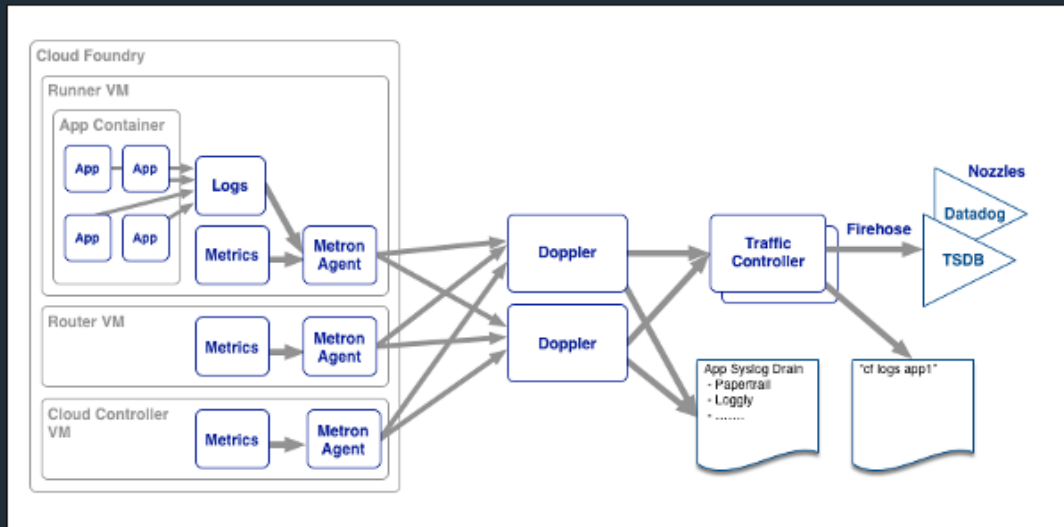 Cloud Foundry
Runner VM
App Container
App
App
App
App
Logs
Metrics
Metron
Agent
Router VM
Metrics
Metron
Agent
Cloud Controller
VM
Metrics
Metron
Agent
Doppler
Doppler
Traffic
Controller
Firehose
Nozzles
Datadog
TSDB
App Syslog Drain
- Papertrail
- Loggly
- ........
"cf logs app1"